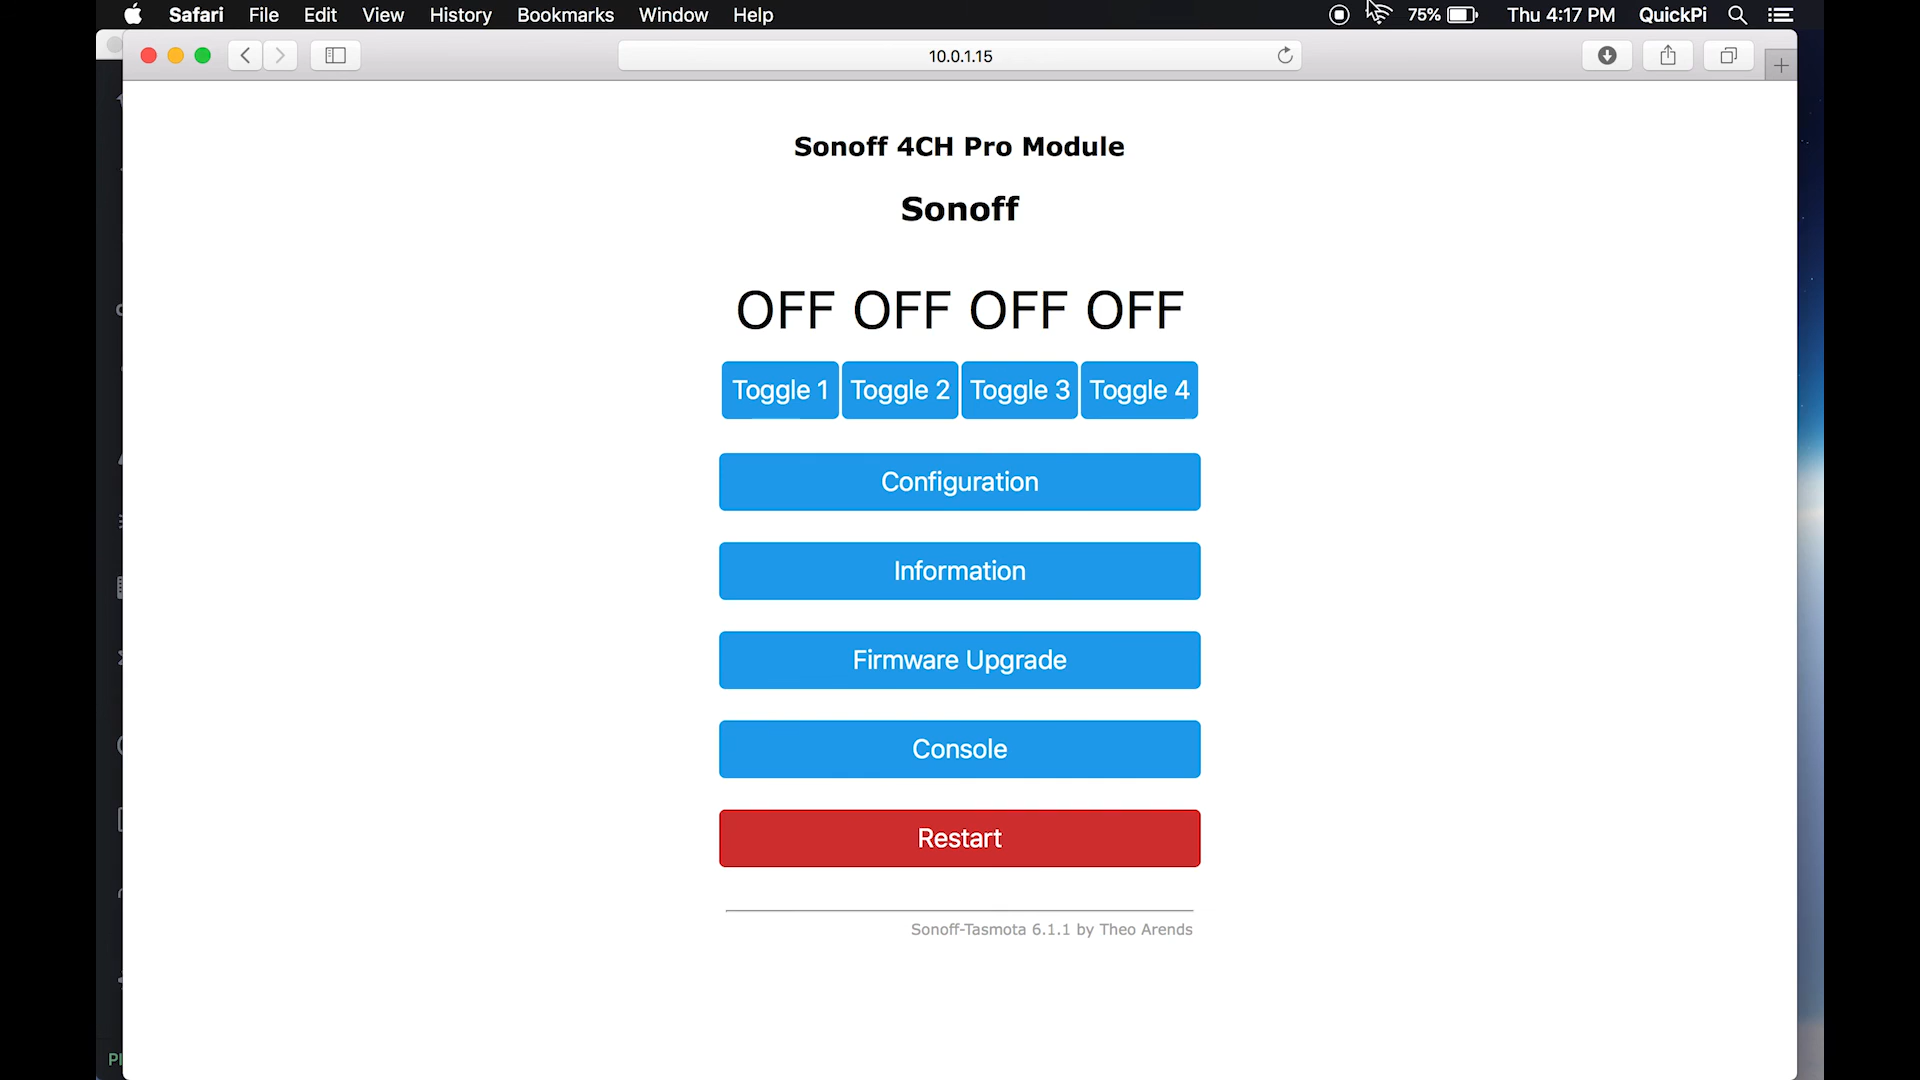 Safari File Edit View History Bookmarks Window Help 75% Thu 4:17 PM QuickPi
10.0.1.15
Sonoff 4CH Pro Module
Sonoff
OFF OFF OFF OFF
Toggle 1 Toggle 2 Toggle 3 Toggle 4
Configuration
Information
Firmware Upgrade
Console
Restart
Sonoff-Tasmota 6.1.1 by Theo Arends